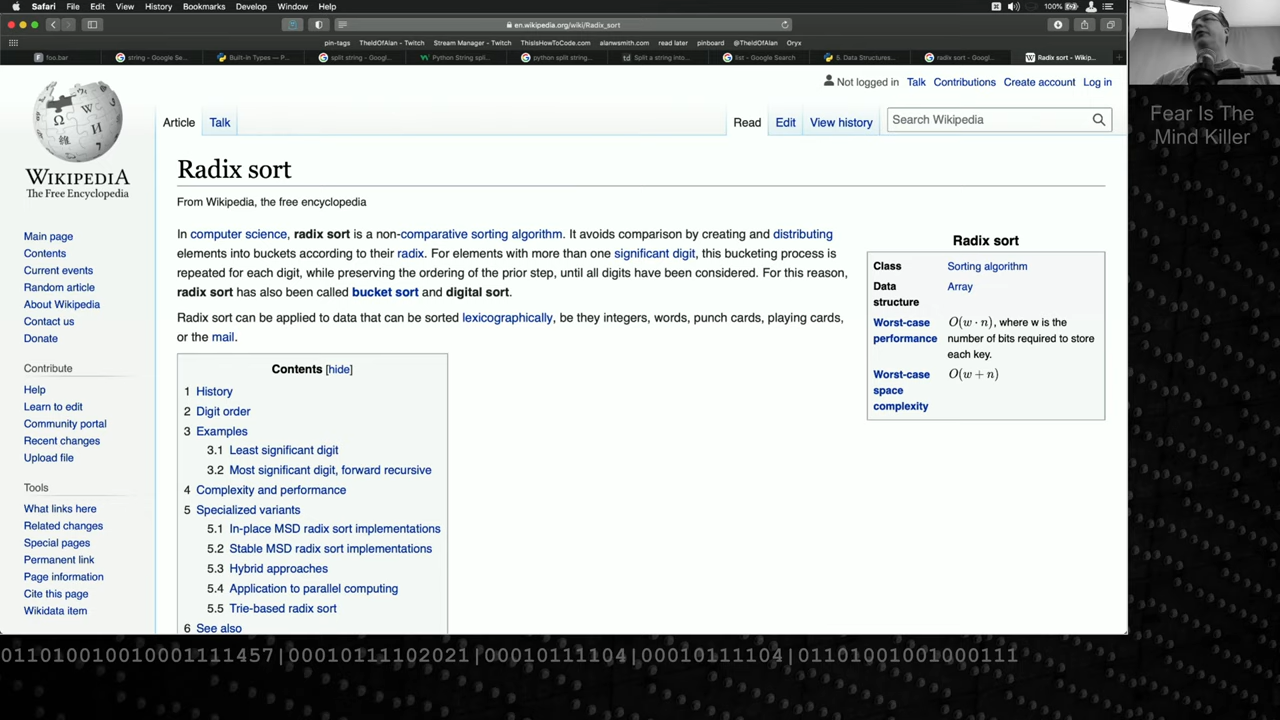 Safari File Edit View History Bookmarks Develop Window Help 100%
en.wikipedia.org/wiki/Radix_sort
pin-tags TheIdOfAlan - Twitch Stream Manager - Twitch ThisIsHowToCode.com alanwsmith.com read later pinboard @TheIdOfAlan Oryx
foo.bar string - Google Se... Built-in Types — P... split string - Googl... Python String spli... python split string... Split a string into... list - Google Search 5. Data Structures... radix sort - Googl... Radix sort - Wikip...
Not logged in Talk Contributions Create account Log in
Article Talk Read Edit View history Search Wikipedia
WIKIPEDIA
The Free Encyclopedia
Main page
Contents
Current events
Random article
About Wikipedia
Contact us
Donate
Contribute
Help
Learn to edit
Community portal
Recent changes
Upload file
Tools
What links here
Related changes
Special pages
Permanent link
Page information
Cite this page
Wikidata item
Radix sort
From Wikipedia, the free encyclopedia
In computer science, radix sort is a non-comparative sorting algorithm. It avoids comparison by creating and distributing
elements into buckets according to their radix. For elements with more than one significant digit, this bucketing process is
repeated for each digit, while preserving the ordering of the prior step, until all digits have been considered. For this reason,
radix sort has also been called bucket sort and digital sort.
Radix sort can be applied to data that can be sorted lexicographically, be they integers, words, punch cards, playing cards,
or the mail.
Contents [hide]
1 History
2 Digit order
3 Examples
3.1 Least significant digit
3.2 Most significant digit, forward recursive
4 Complexity and performance
5 Specialized variants
5.1 In-place MSD radix sort implementations
5.2 Stable MSD radix sort implementations
5.3 Hybrid approaches
5.4 Application to parallel computing
5.5 Trie-based radix sort
6 See also
Radix sort
Class Sorting algorithm
Data structure Array
Worst-case performance O(w · n), where w is the number of bits required to store each key.
Worst-case space complexity O(w + n)
Fear Is The
Mind Killer
011010010010001111457|00010111102021|00010111104|00010111104|0110100100100​0111